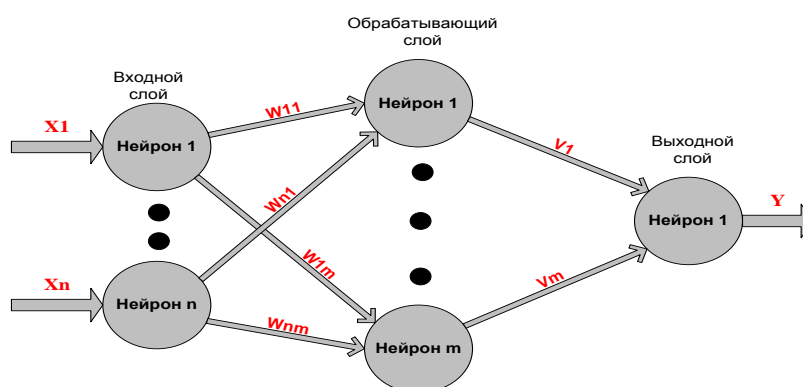 Обрабатывающий
слой
Входной
слой
W11
Нейрон 1
X1
Нейрон 1
V1
Выходной
слой
Wn1
Y
Нейрон 1
W1m
Xn
Vm
Нейрон n
Wnm
Нейрон m